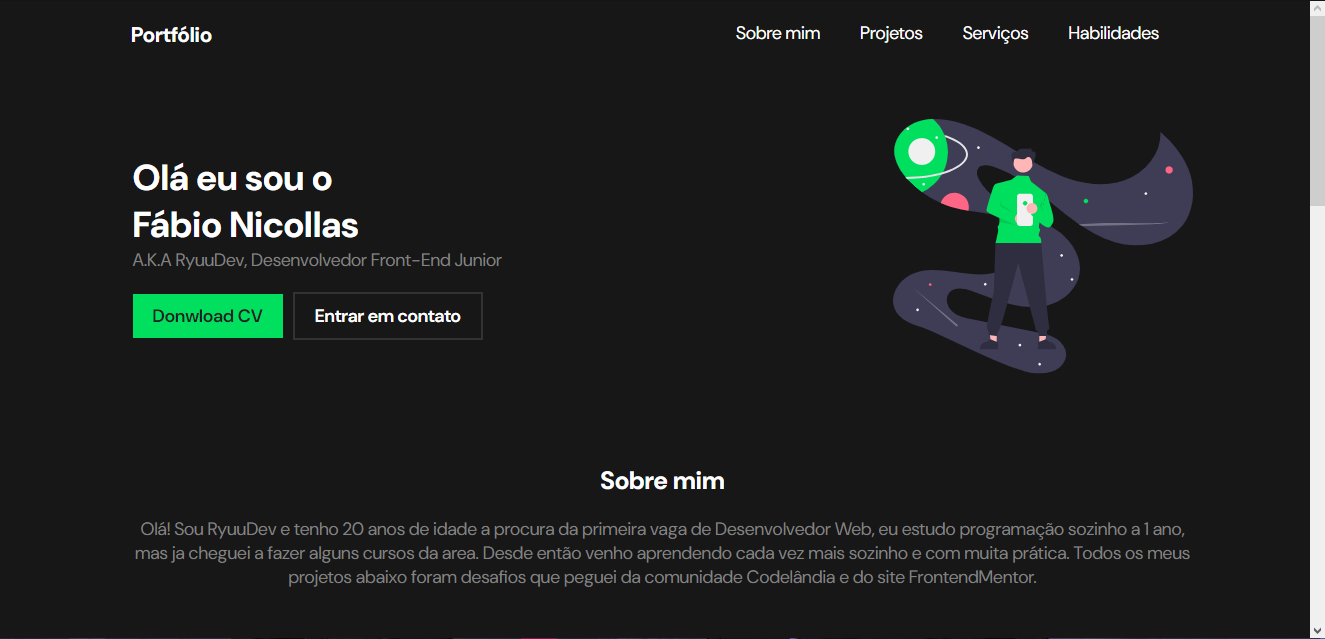 Portfólio
Sobre mim Projetos Serviços Habilidades
Olá eu sou o
Fábio Nicollas
A.K.A RyuuDev, Desenvolvedor Front-End Junior
Donwload CV Entrar em contato
Sobre mim
Olá! Sou RyuuDev e tenho 20 anos de idade a procura da primeira vaga de Desenvolvedor Web, eu estudo programação sozinho a 1 ano,
mas ja cheguei a fazer alguns cursos da area. Desde então venho aprendendo cada vez mais sozinho e com muita prática. Todos os meus
projetos abaixo foram desafios que peguei da comunidade Codelândia e do site FrontendMentor.